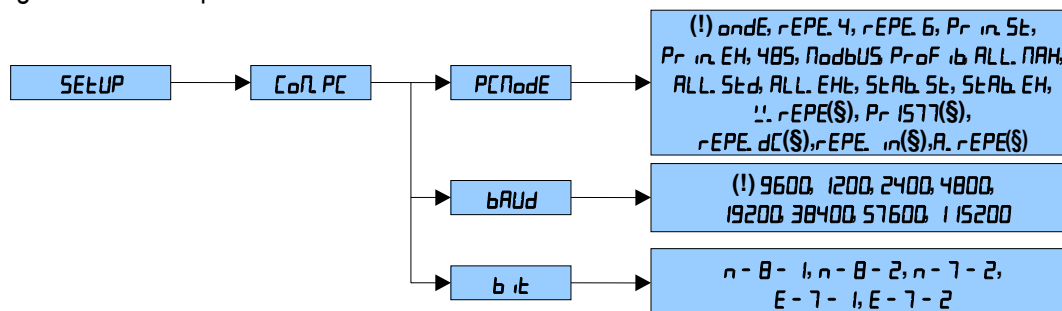 SEtUP
CoM. PC
PCModE
(!) ondE, rEPE. 4, rEPE. 6, Pr in. St,
Pr in. EH, 485, ModbUS, ProF ib, ALL. MAH,
ALL. Std, ALL. EHt, StAb. St, StAb. EH,
rEPE(§), Pr 1577(§),
rEPE. dC(§),rEPE. in(§),A. rEPE(§)
bAUd
(!) 9600, 1200, 2400, 4800,
19200, 38400, 57600, 115200
b it
n - 8 - 1, n - 8 - 2, n - 7 - 2,
E - 7 - 1, E - 7 - 2